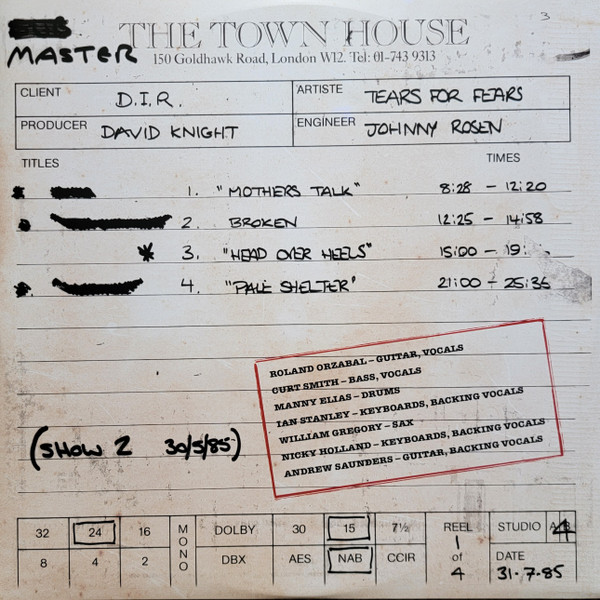 3
THE TOWN HOUSE
MASTER
150 Goldhawk Road, London W12. Tel: 01-743 9313
CLIENT D.I.R. ARTISTE TEARS FOR FEARS
PRODUCER DAVID KNIGHT ENGINEER JOHNNY ROSEN
TITLES TIMES
1. "MOTHERS TALK" 8:28 - 12:20
2. BROKEN 12:25 - 14:58
* 3. "HEAD OVER HEELS" 15:00 - 19:
4. "PALE SHELTER" 21:00 - 25:36
ROLAND ORZABAL – GUITAR, VOCALS
CURT SMITH – BASS, VOCALS
MANNY ELIAS – DRUMS
IAN STANLEY – KEYBOARDS, BACKING VOCALS
WILLIAM GREGORY – SAX
NICKY HOLLAND – KEYBOARDS, BACKING VOCALS
ANDREW SAUNDERS – GUITAR, BACKING VOCALS
(SHOW 2 30/5/85)
32 24 16 MONO DOLBY 30 15 7½ REEL 1 of 4 STUDIO 4
8 4 2 DBX AES NAB CCIR DATE 31·7·85